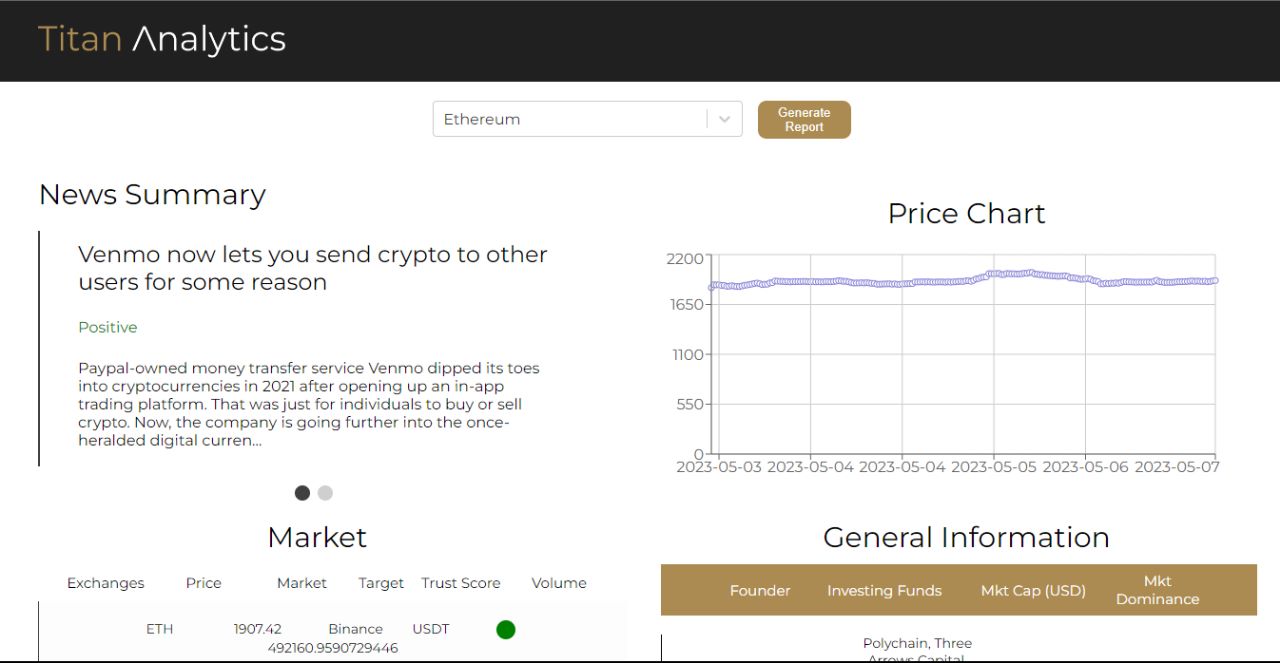 Titan Λnalytics
Ethereum
Generate
Report
News Summary
Venmo now lets you send crypto to other
users for some reason
Positive
Paypal-owned money transfer service Venmo dipped its toes
into cryptocurrencies in 2021 after opening up an in-app
trading platform. That was just for individuals to buy or sell
crypto. Now, the company is going further into the once-
heralded digital curren...
Price Chart
2200
1650
1100
550
0
2023-05-03 2023-05-04 2023-05-04 2023-05-05 2023-05-06 2023-05-07
Market
Exchanges Price Market Target Trust Score Volume
ETH 1907.42 Binance USDT
492160.9590729446
General Information
Founder Investing Funds Mkt Cap (USD) Mkt
Dominance
Polychain, Three
Arrows Capital